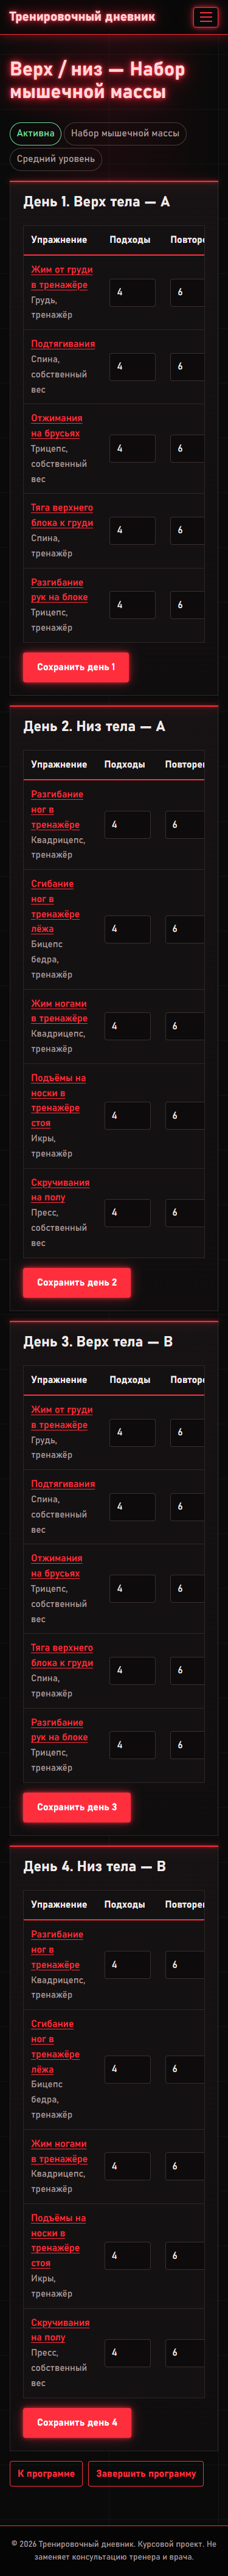 Тренировочный дневник
Верх / низ — Набор
мышечной массы
Активна
Набор мышечной массы
Средний уровень
День 1. Верх тела — A
Упражнение Подходы Повторе
Жим от груди
в тренажёре
Грудь,
тренажёр
4 6
Подтягивания
Спина,
собственный
вес
4 6
Отжимания
на брусьях
Трицепс,
собственный
вес
4 6
Тяга верхнего
блока к груди
Спина,
тренажёр
4 6
Разгибание
рук на блоке
Трицепс,
тренажёр
4 6
Сохранить день 1
День 2. Низ тела — A
Упражнение Подходы Повторен
Разгибание
ног в
тренажёре
Квадрицепс,
тренажёр
4 6
Сгибание
ног в
тренажёре
лёжа
Бицепс
бедра,
тренажёр
4 6
Жим ногами
в тренажёре
Квадрицепс,
тренажёр
4 6
Подъёмы на
носки в
тренажёре
стоя
Икры,
тренажёр
4 6
Скручивания
на полу
Пресс,
собственный
вес
4 6
Сохранить день 2
День 3. Верх тела — B
Упражнение Подходы Повторе
Жим от груди
в тренажёре
Грудь,
тренажёр
4 6
Подтягивания
Спина,
собственный
вес
4 6
Отжимания
на брусьях
Трицепс,
собственный
вес
4 6
Тяга верхнего
блока к груди
Спина,
тренажёр
4 6
Разгибание
рук на блоке
Трицепс,
тренажёр
4 6
Сохранить день 3
День 4. Низ тела — B
Упражнение Подходы Повторен
Разгибание
ног в
тренажёре
Квадрицепс,
тренажёр
4 6
Сгибание
ног в
тренажёре
лёжа
Бицепс
бедра,
тренажёр
4 6
Жим ногами
в тренажёре
Квадрицепс,
тренажёр
4 6
Подъёмы на
носки в
тренажёре
стоя
Икры,
тренажёр
4 6
Скручивания
на полу
Пресс,
собственный
вес
4 6
Сохранить день 4
К программе
Завершить программу
© 2026 Тренировочный дневник. Курсовой проект. Не
заменяет консультацию тренера и врача.